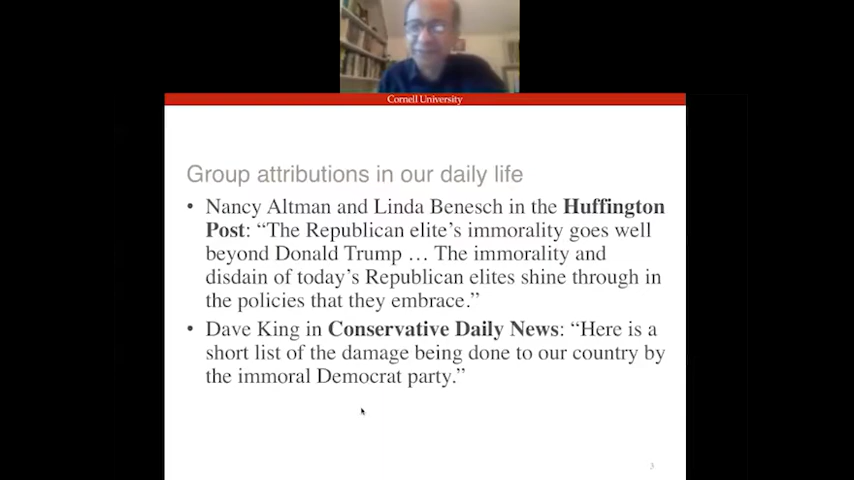 Cornell University
Group attributions in our daily life
• Nancy Altman and Linda Benesch in the Huffington
Post: “The Republican elite’s immorality goes well
beyond Donald Trump … The immorality and
disdain of today’s Republican elites shine through in
the policies that they embrace.”
• Dave King in Conservative Daily News: “Here is a
short list of the damage being done to our country by
the immoral Democrat party.”
3